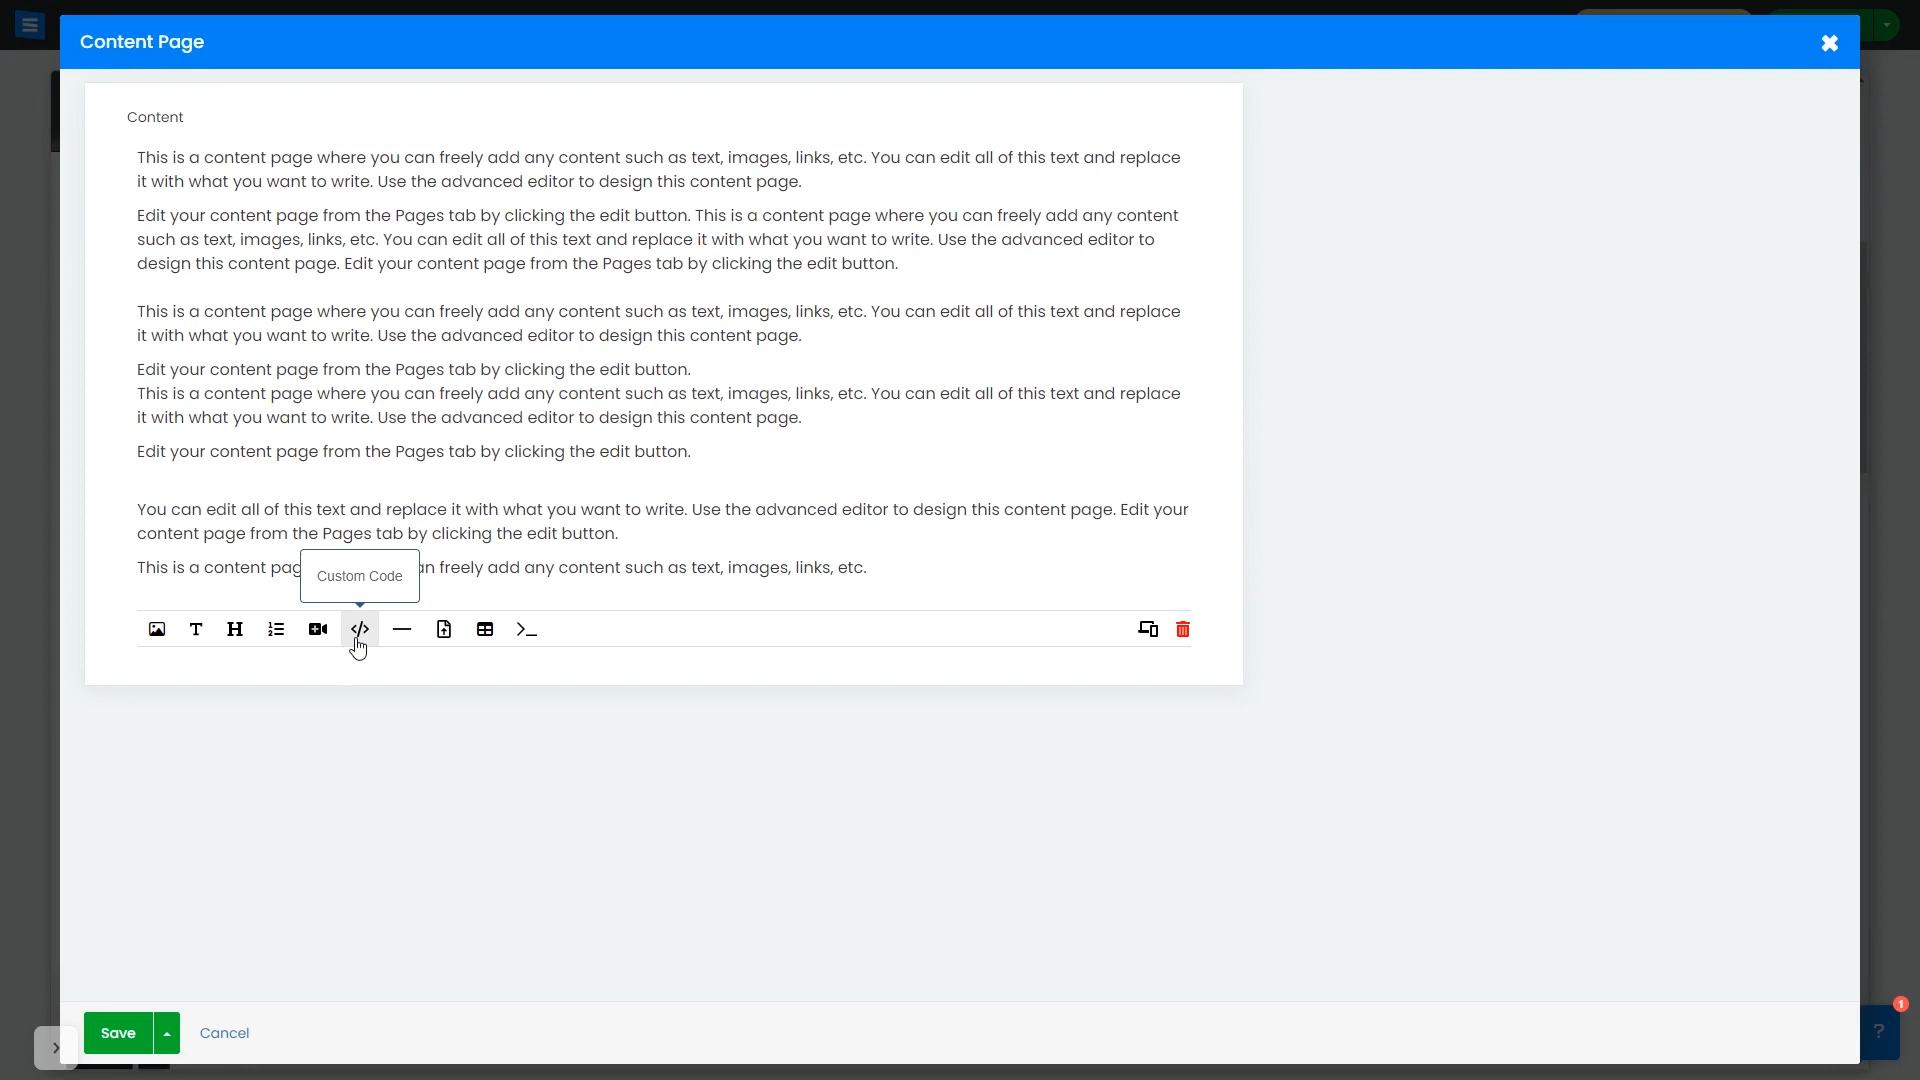 Content Page
Content
This is a content page where you can freely add any content such as text, images, links, etc. You can edit all of this text and replace
it with what you want to write. Use the advanced editor to design this content page.
Edit your content page from the Pages tab by clicking the edit button. This is a content page where you can freely add any content
such as text, images, links, etc. You can edit all of this text and replace it with what you want to write. Use the advanced editor to
design this content page. Edit your content page from the Pages tab by clicking the edit button.
This is a content page where you can freely add any content such as text, images, links, etc. You can edit all of this text and replace
it with what you want to write. Use the advanced editor to design this content page.
Edit your content page from the Pages tab by clicking the edit button.
This is a content page where you can freely add any content such as text, images, links, etc. You can edit all of this text and replace
it with what you want to write. Use the advanced editor to design this content page.
Edit your content page from the Pages tab by clicking the edit button.
You can edit all of this text and replace it with what you want to write. Use the advanced editor to design this content page. Edit your
content page from the Pages tab by clicking the edit button.
This is a content freely add any content such as text, images, links, etc.
Custom Code
Save
Cancel
1
?